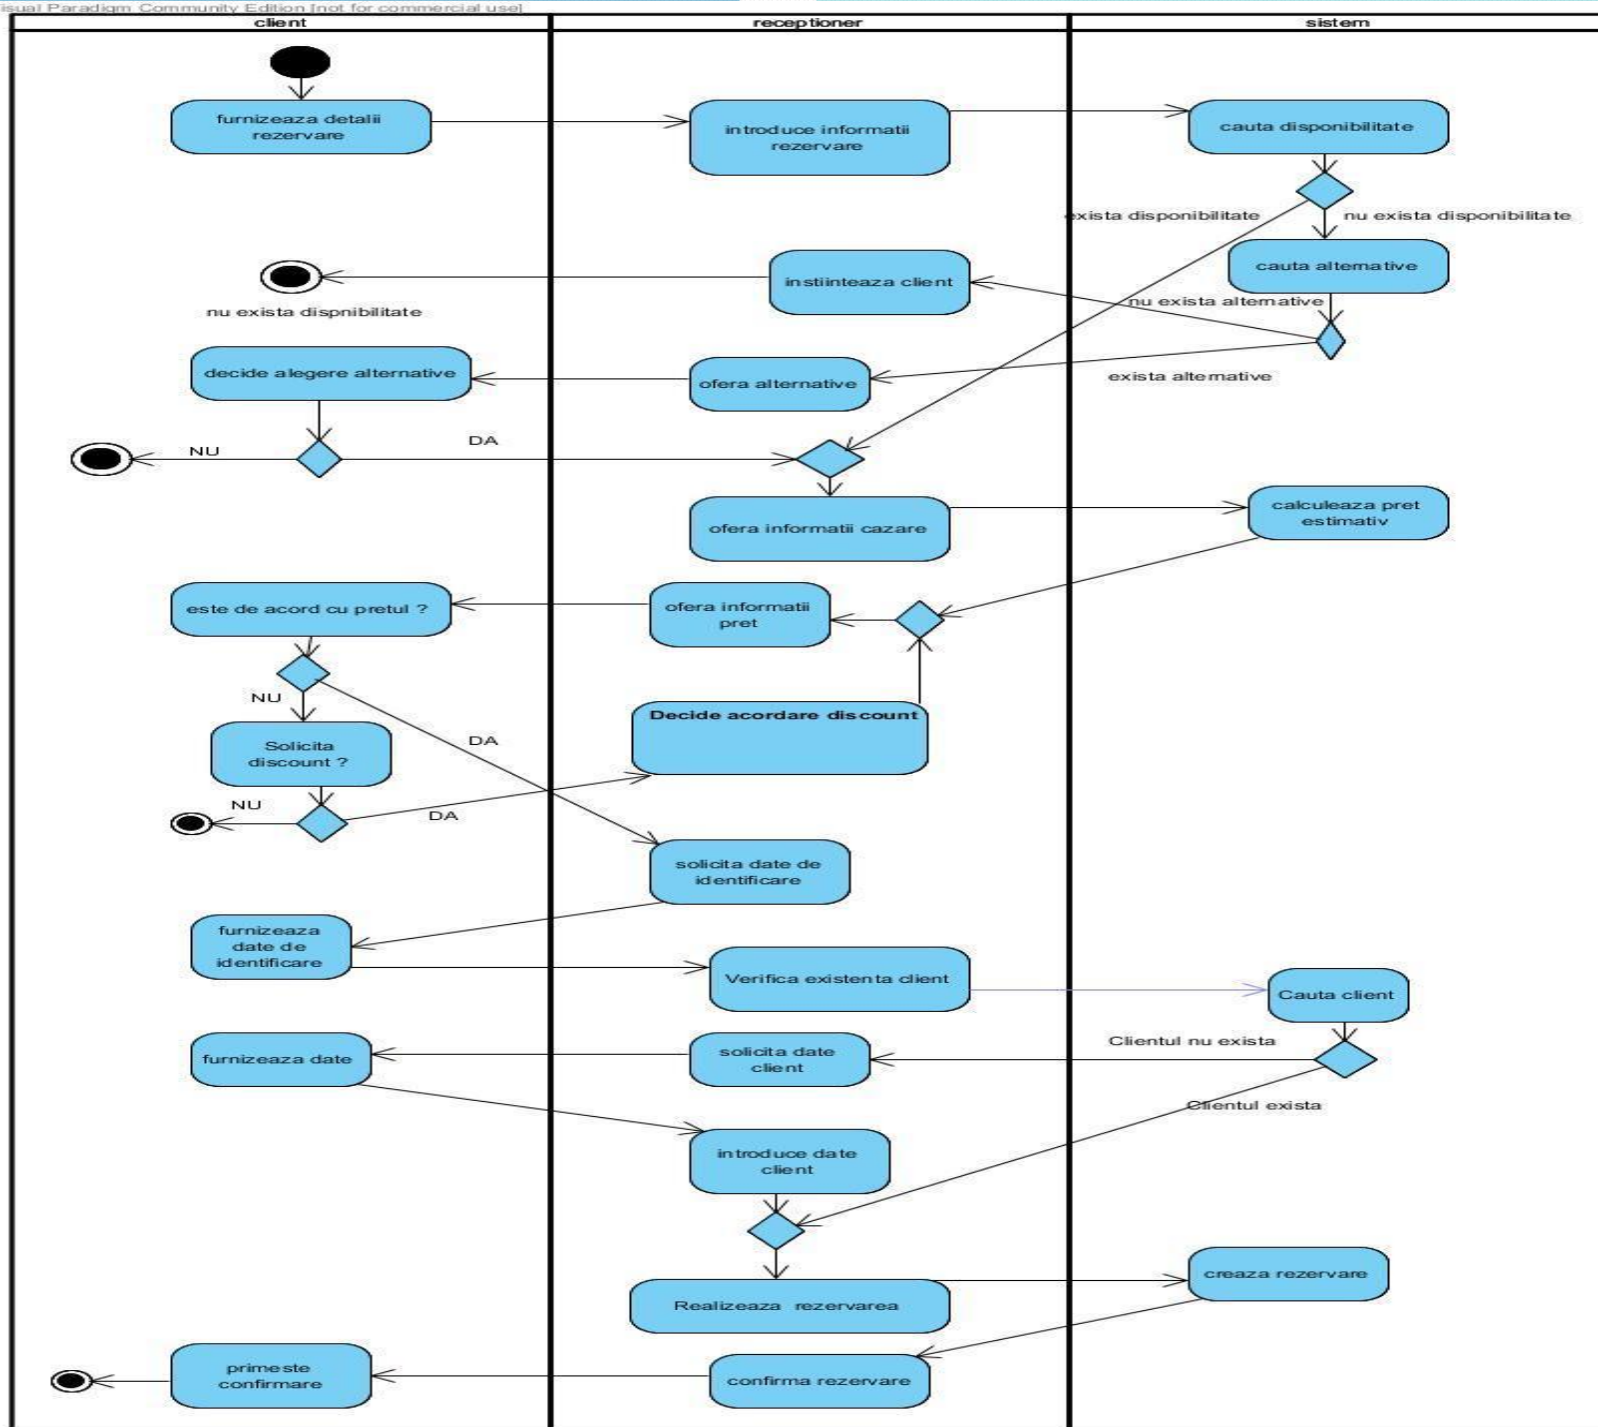 isual Paradigm Community Edition [not for commercial use]
client
receptioner
sistem
furnizeaza detalii
rezervare
introduce informatii
rezervare
cauta disponibilitate
exista disponibilitate
nu exista disponibilitate
cauta alternative
instiinteaza client
nu exista alternative
nu exista dispnibilitate
decide alegere alternative
ofera alternative
exista alternative
NU
DA
ofera informatii cazare
calculeaza pret
estimativ
este de acord cu pretul ?
ofera informatii
pret
NU
DA
Decide acordare discount
Solicita
discount ?
NU
DA
solicita date de
identificare
furnizeaza
date de
identificare
Verifica existenta client
Cauta client
furnizeaza date
solicita date
client
Clientul nu exista
Clientul exista
introduce date
client
Realizeaza rezervarea
creaza rezervare
primeste
confirmare
confirma rezervare